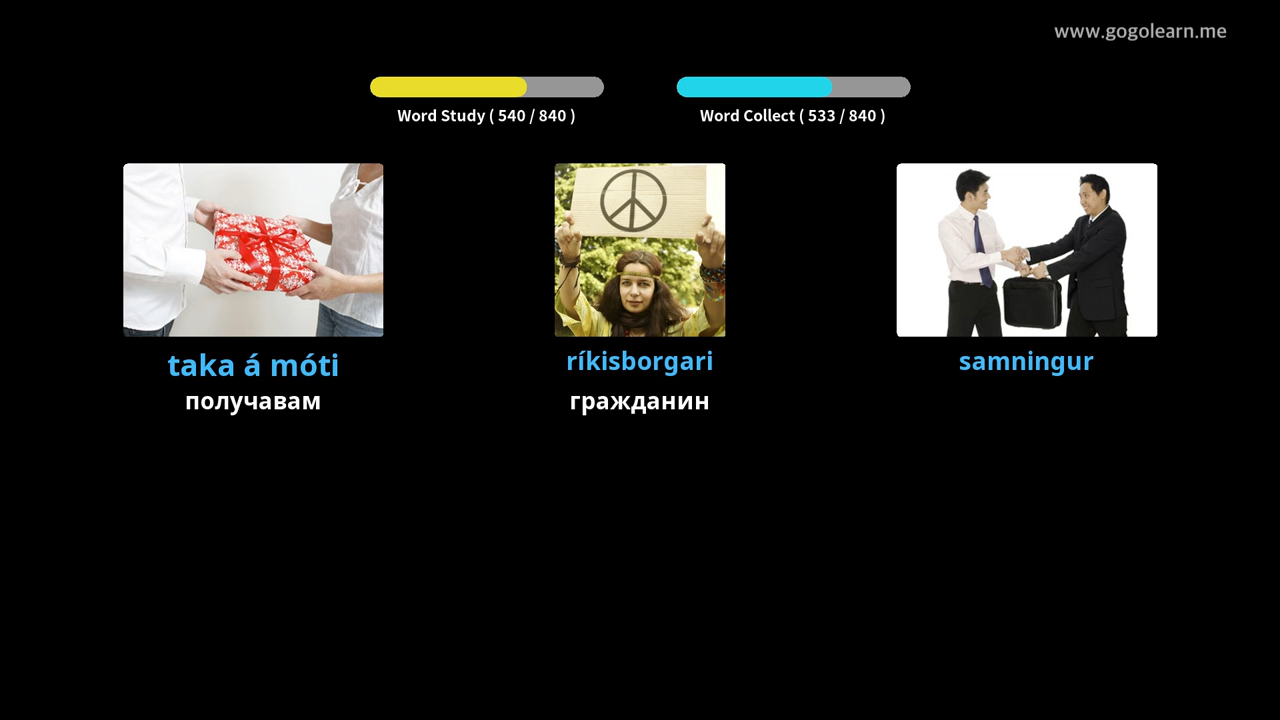 www.gogolearn.me
Word Study ( 540 / 840 )
Word Collect ( 533 / 840 )
taka á móti
получавам
ríkisborgari
гражданин
samningur